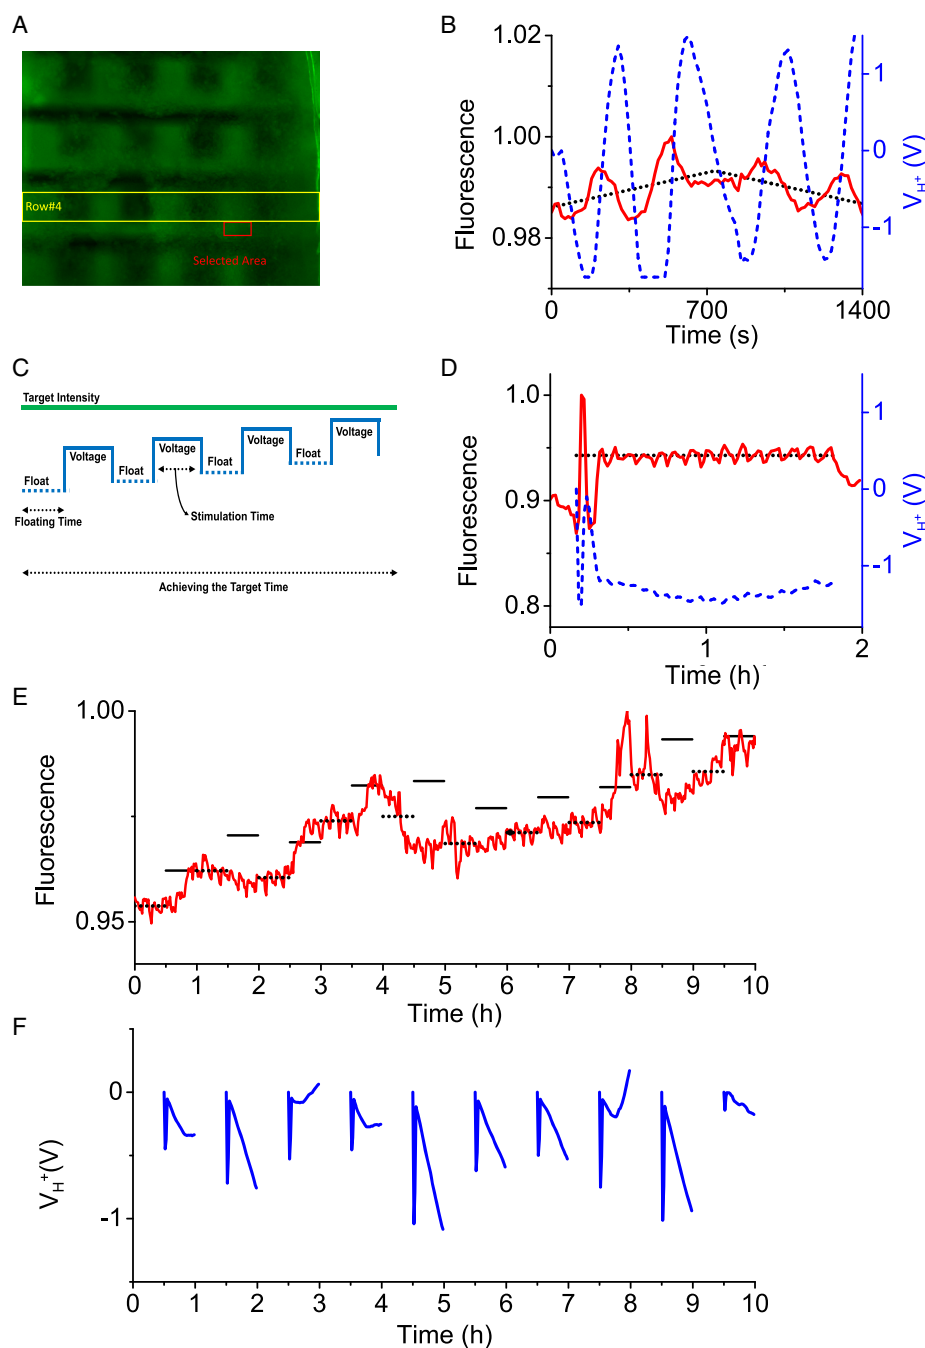 A
Row#4
Selected Area
B
1.02
1.00
0.98
Fluorescence
1
0
-1
V_H+ (V)
0
700
1400
Time (s)
C
Target Intensity
Voltage
Voltage
Voltage
Voltage
Float
Float
Float
Float
Floating Time
Stimulation Time
Achieving the Target Time
D
1.0
0.9
0.8
Fluorescence
1
0
-1
V_H+ (V)
0
1
2
Time (h)
E
1.00
0.95
Fluorescence
0 1 2 3 4 5 6 7 8 9 10
Time (h)
F
0
-1
V_H+(V)
0 1 2 3 4 5 6 7 8 9 10
Time (h)